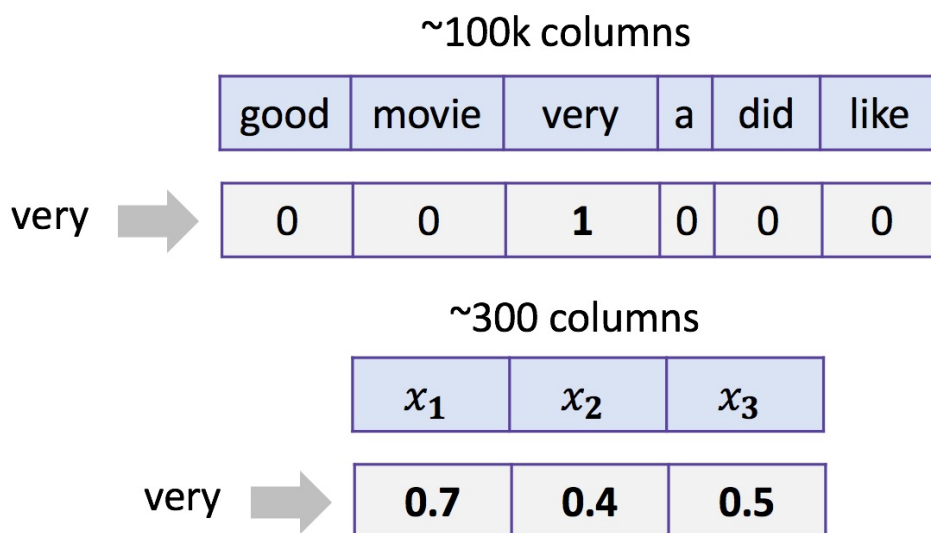 ~100k columns
good movie very a did like
very 0 0 1 0 0 0
~300 columns
x₁ x₂ x₃
very 0.7 0.4 0.5